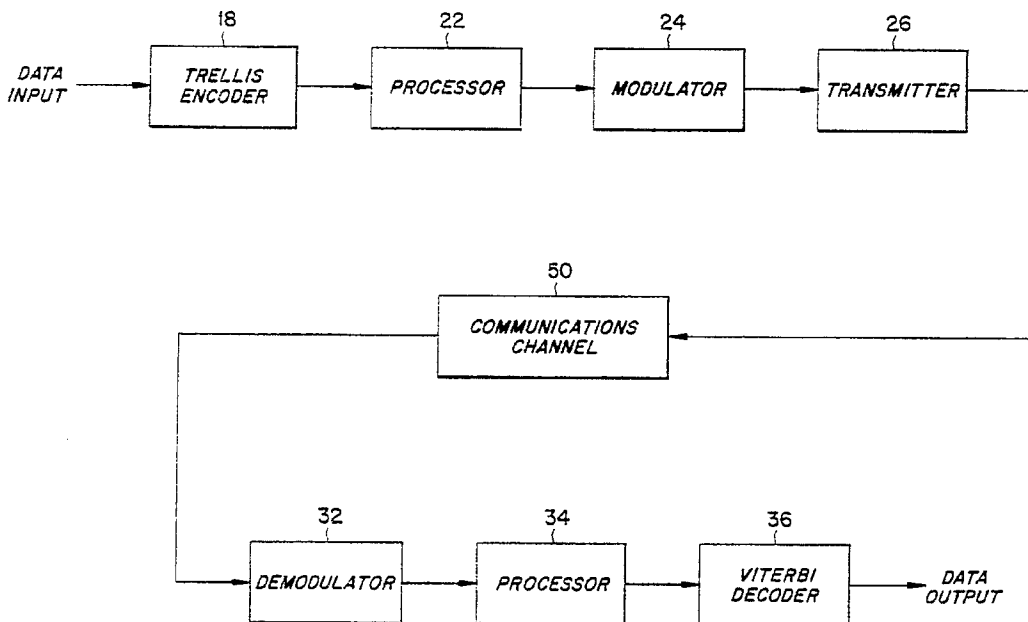 18
22
24
26
DATA
INPUT
TRELLIS
ENCODER
PROCESSOR
MODULATOR
TRANSMITTER
50
COMMUNICATIONS
CHANNEL
32
34
36
DEMODULATOR
PROCESSOR
VITERBI
DECODER
DATA
OUTPUT